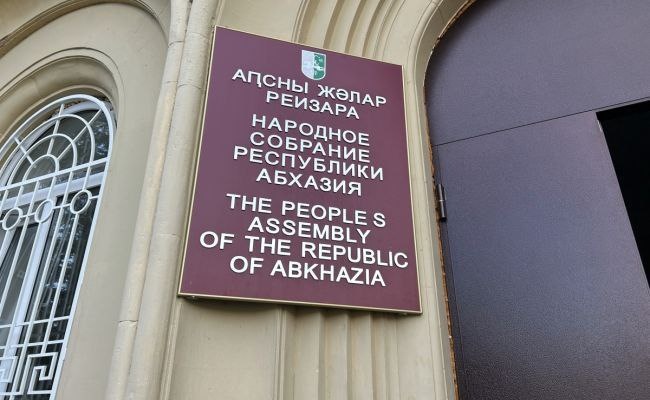 АԤСНЫ ЖӘЛАР
РЕИЗАРА
НАРОДНОЕ
СОБРАНИЕ
РЕСПУБЛИКИ
АБХАЗИЯ
THE PEOPLE S
ASSEMBLY
OF THE REPUBLIC
OF ABKHAZIA